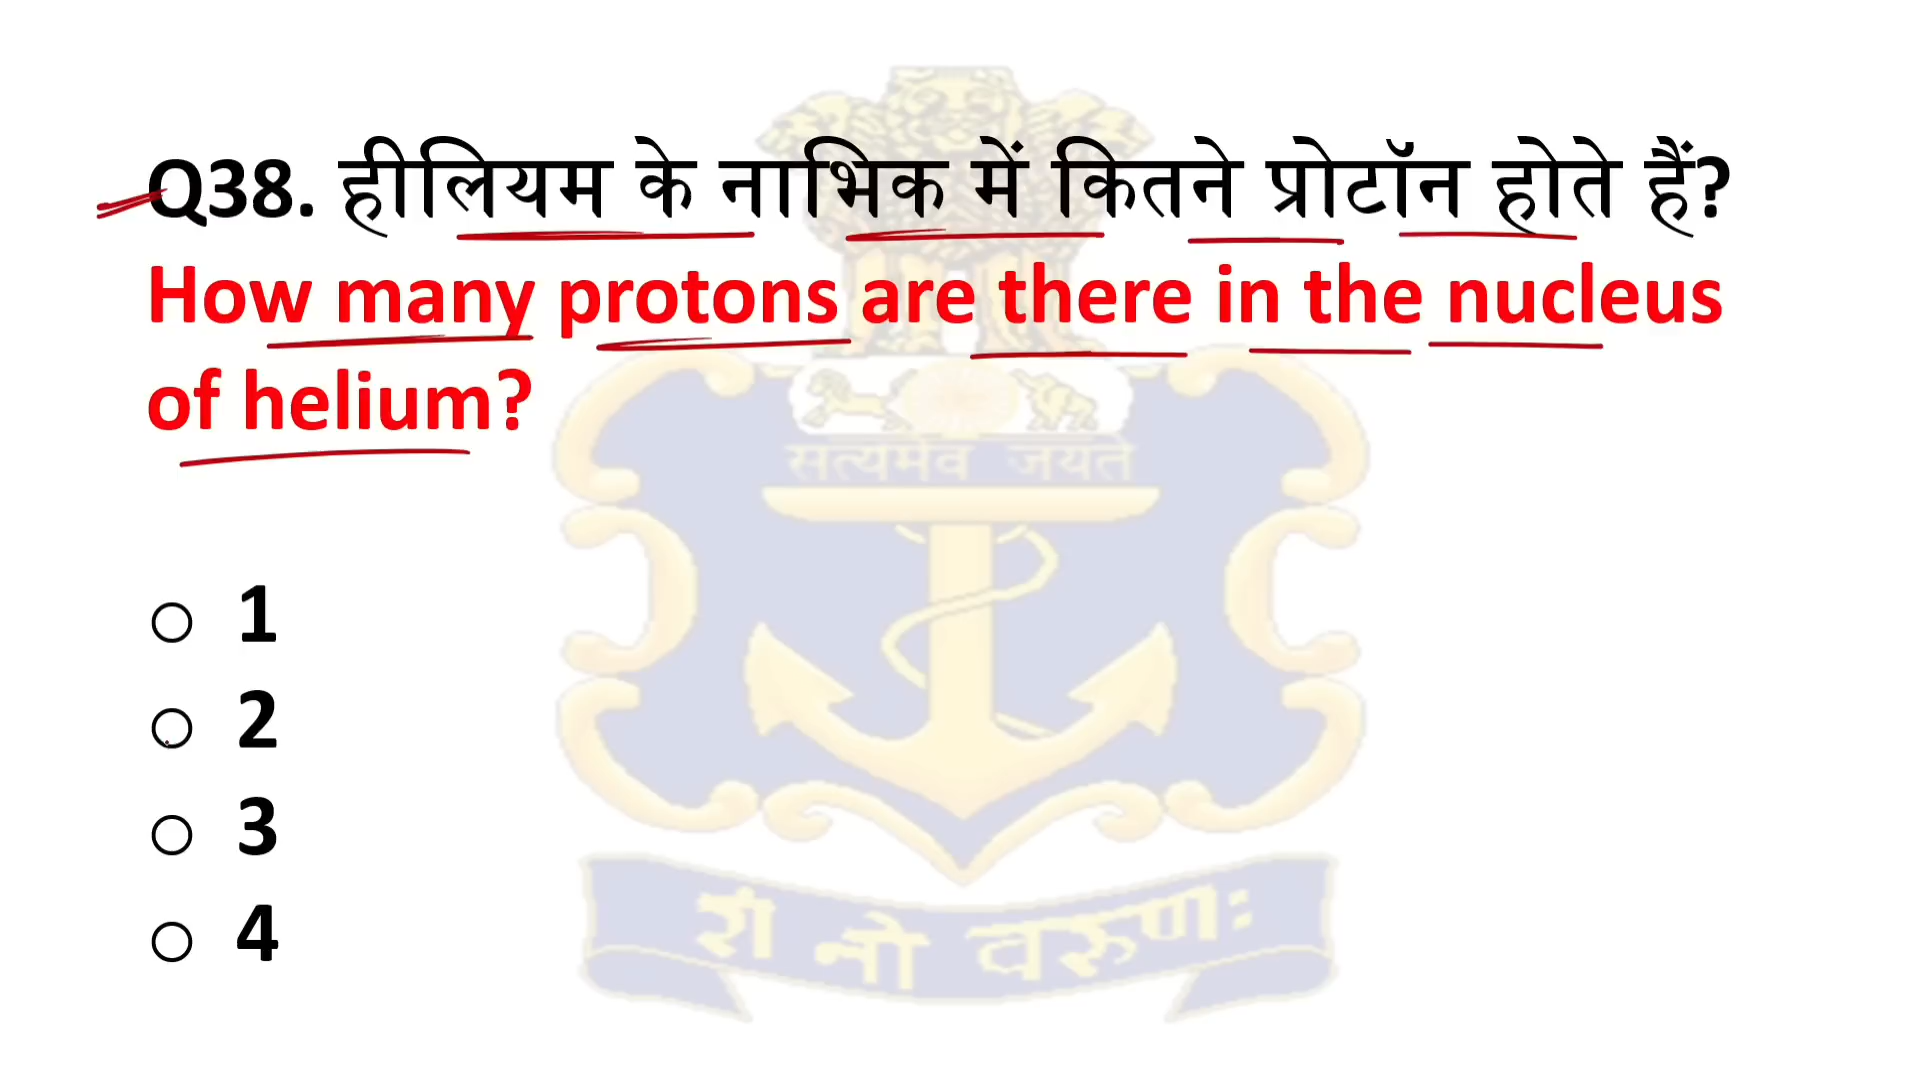 Q38. हीलियम के नाभिक में कितने प्रोटॉन होते हैं?
How many protons are there in the nucleus
of helium?
सत्यमेव जयते
○ 1
○ 2
○ 3
○ 4
शं नो वरुणः